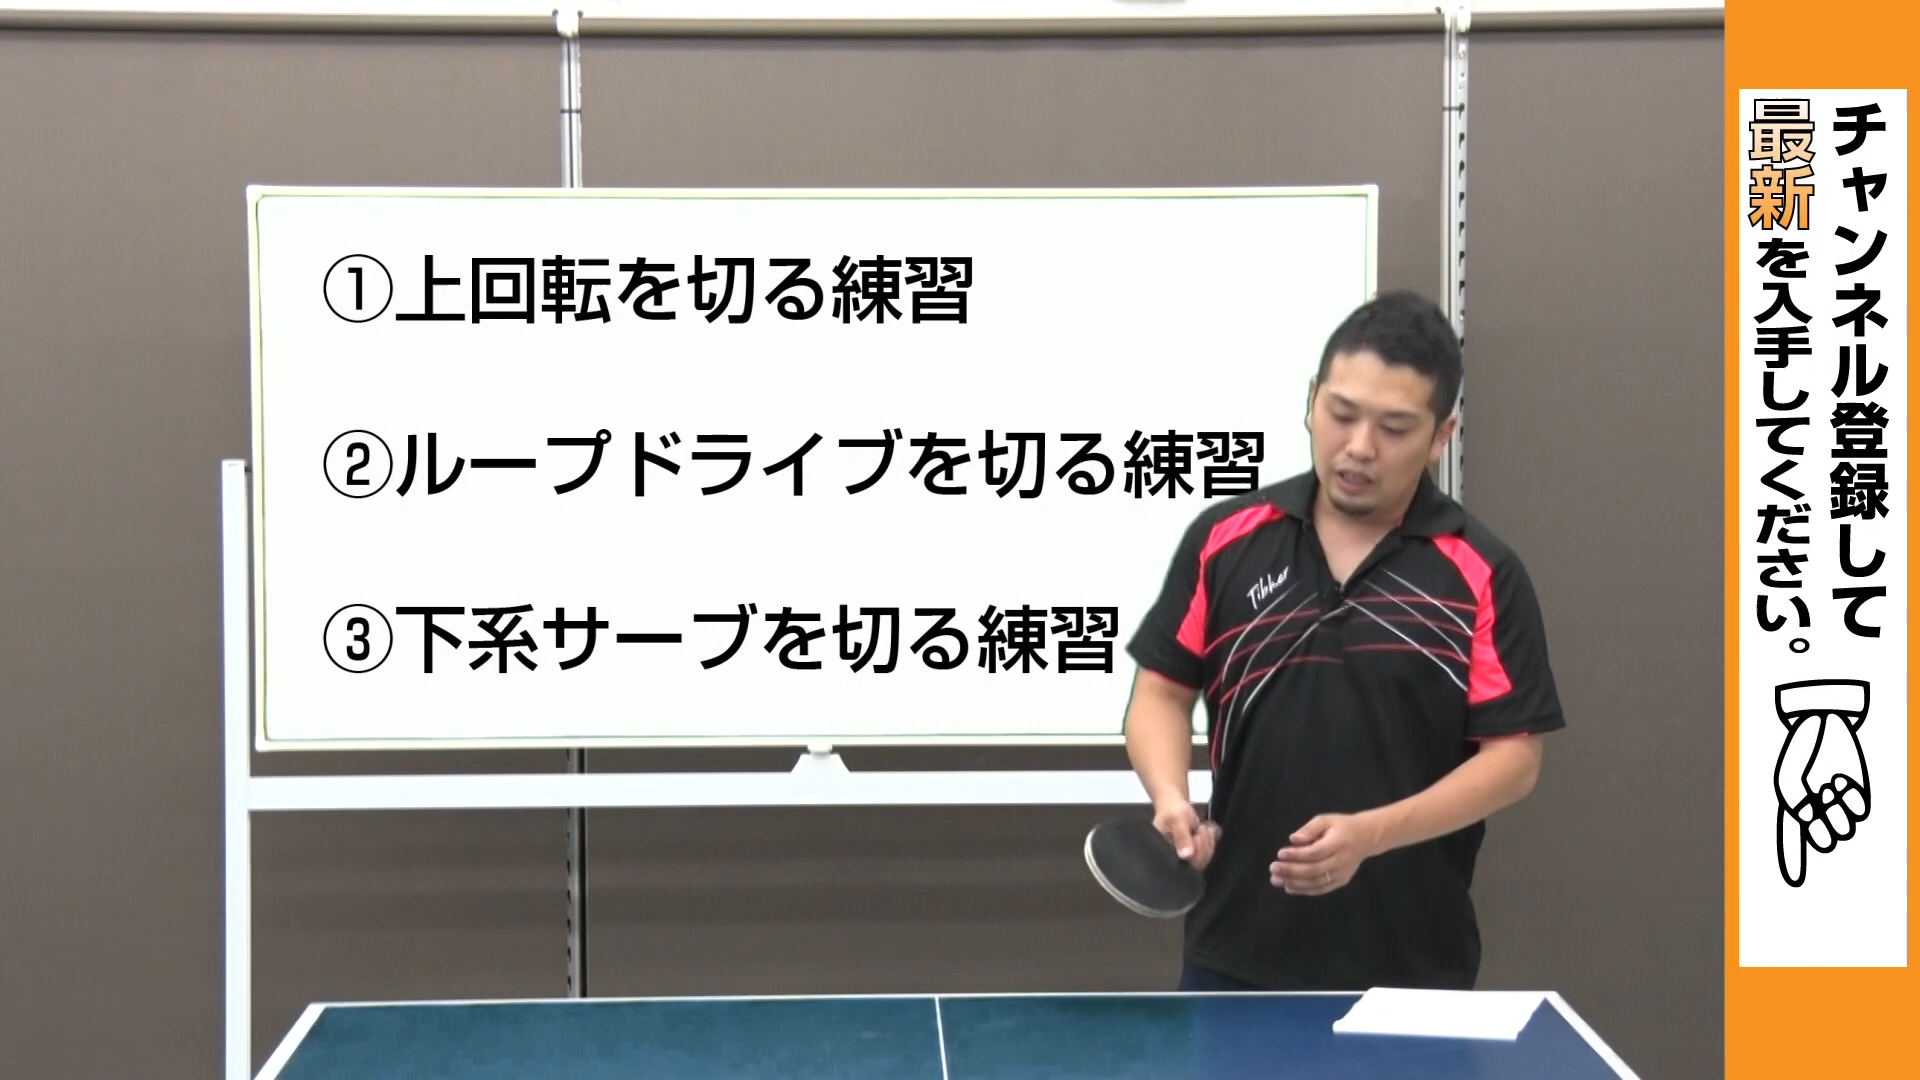 ①上回転を切る練習
②ループドライブを切る練習
③下系サーブを切る練習
Tibhar
チャンネル登録して
最新を入手してください。